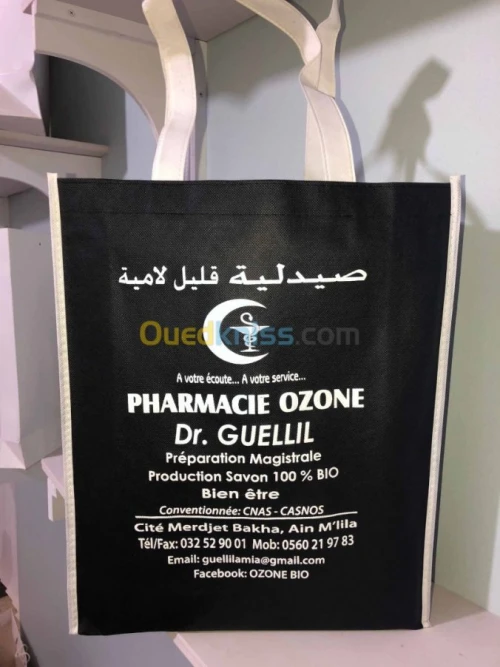 صيدلية قليل لامية
Ouedkniss.com
A votre écoute... A votre service...
PHARMACIE OZONE
Dr. GUELLIL
Préparation Magistrale
Production Savon 100 % BIO
Bien être
Conventionnée: CNAS - CASNOS
Cité Merdjet Bakha, Ain M'lila
Tél/Fax: 032 52 90 01 Mob: 0560 21 97 83
Email: guellilamia@gmail.com
Facebook: OZONE BIO